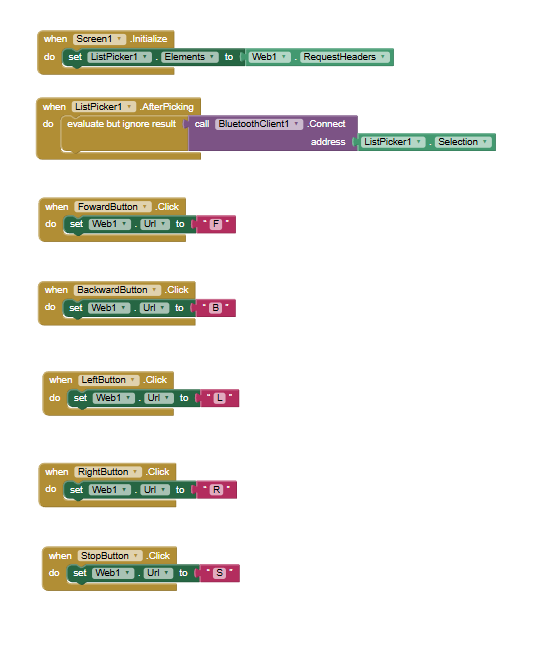 when Screen1 .Initialize
do set ListPicker1 . Elements to Web1 . RequestHeaders
when ListPicker1 .AfterPicking
do evaluate but ignore result call BluetoothClient1 .Connect
address ListPicker1 . Selection
when FowardButton .Click
do set Web1 . Url to " F "
when BackwardButton .Click
do set Web1 . Url to " B "
when LeftButton .Click
do set Web1 . Url to " L "
when RightButton .Click
do set Web1 . Url to " R "
when StopButton .Click
do set Web1 . Url to " S "